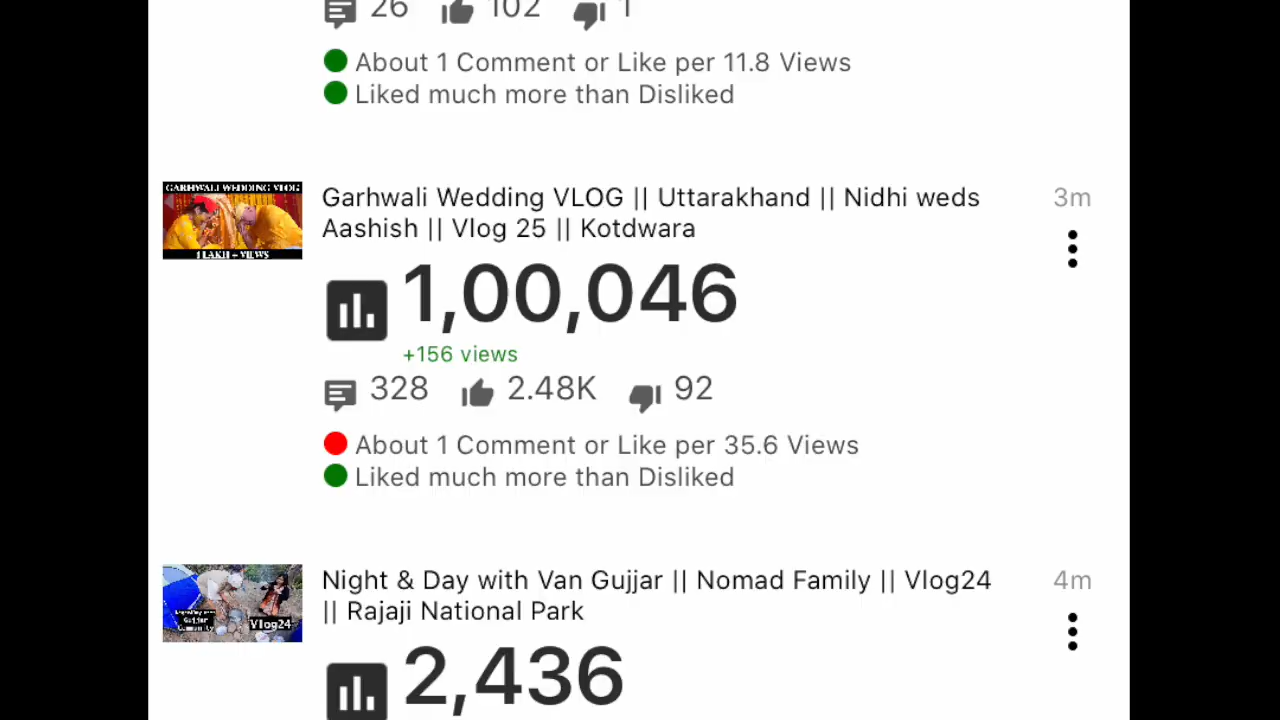 26 102 1
About 1 Comment or Like per 11.8 Views
Liked much more than Disliked
GARHWALI WEDDING VLOG
1 LAKH + VIEWS
Garhwali Wedding VLOG || Uttarakhand || Nidhi weds
Aashish || Vlog 25 || Kotdwara
3m
1,00,046
+156 views
328 2.48K 92
About 1 Comment or Like per 35.6 Views
Liked much more than Disliked
Gujjar
Community
Vlog24
Night & Day with Van Gujjar || Nomad Family || Vlog24
|| Rajaji National Park
4m
2,436